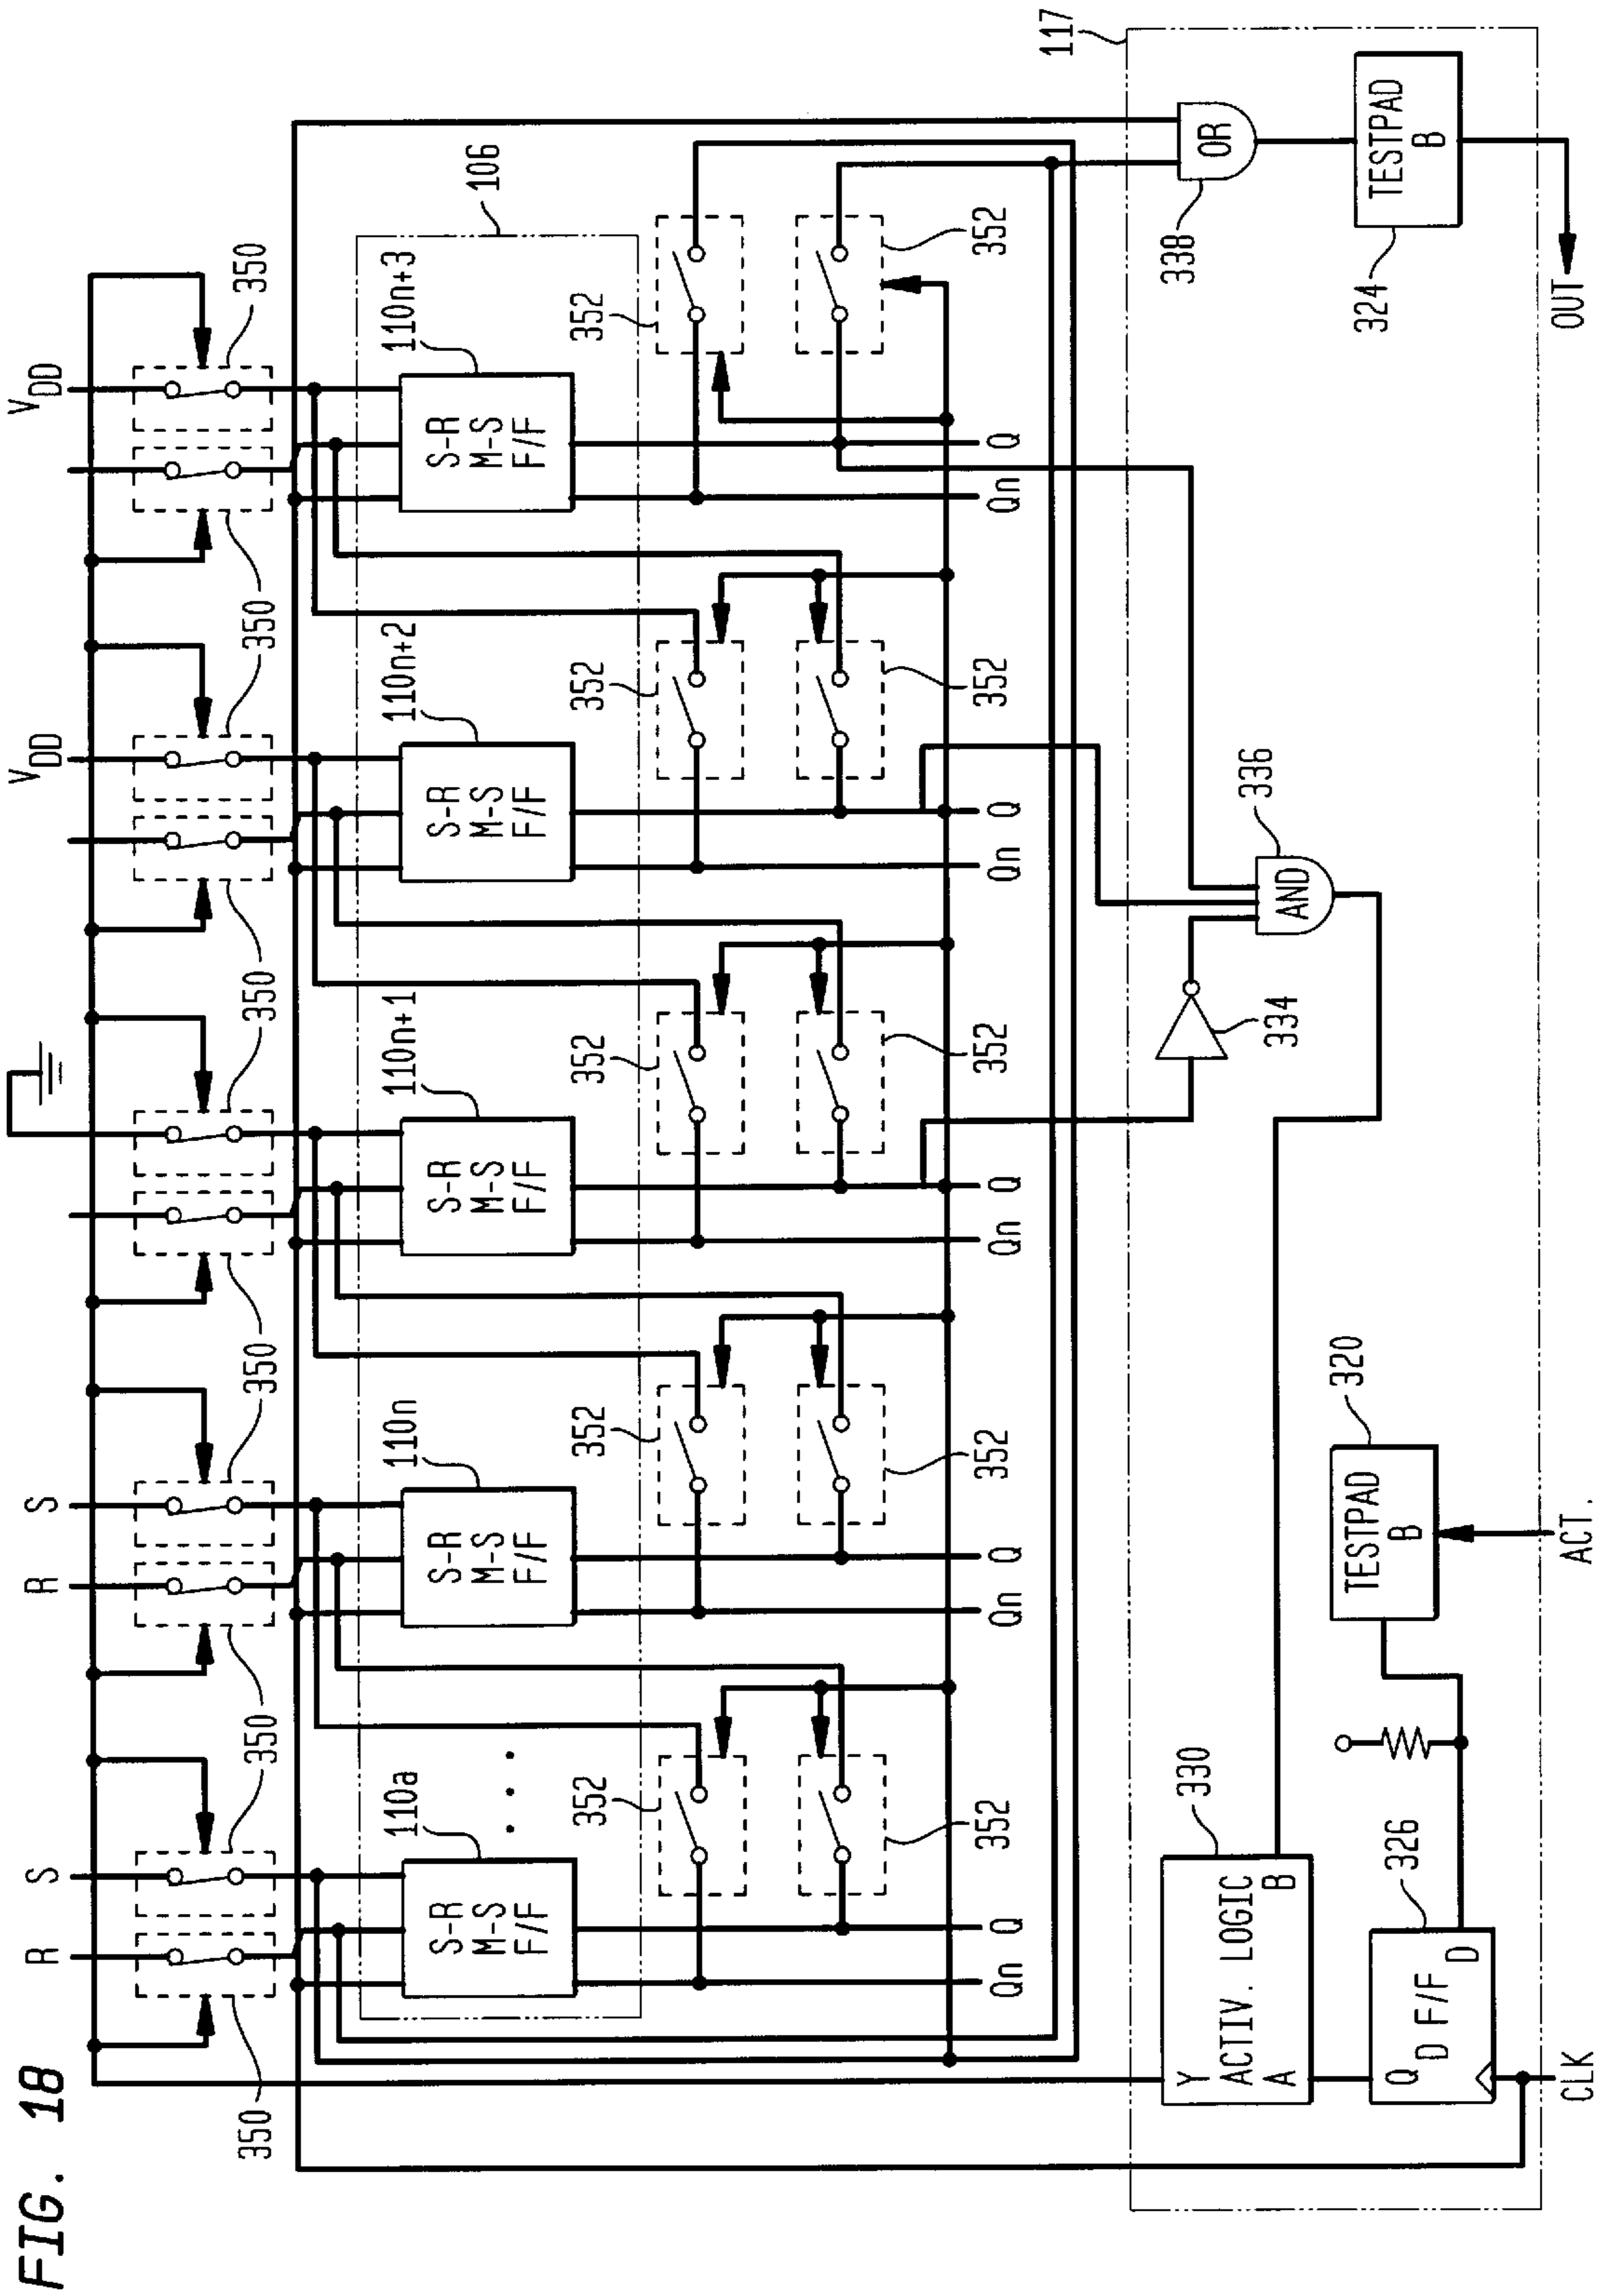 FIG. 18
R
S
R
S
V
DD
V
DD
350
350
350
350
350
350
350
350
350
350
106
110a
110n
110n+1
110n+2
110n+3
S-R
M-S
F/F
S-R
M-S
F/F
S-R
M-S
F/F
S-R
M-S
F/F
S-R
M-S
F/F
. . .
352
352
352
352
352
352
352
352
352
352
Qn
Q
Qn
Q
Qn
Q
Qn
Q
Qn
Q
117
330
Y
ACTIV. LOGIC
A
B
334
AND
336
OR
338
326
Q
D F/F
D
320
TESTPAD
B
TESTPAD
B
324
CLK
ACT.
OUT